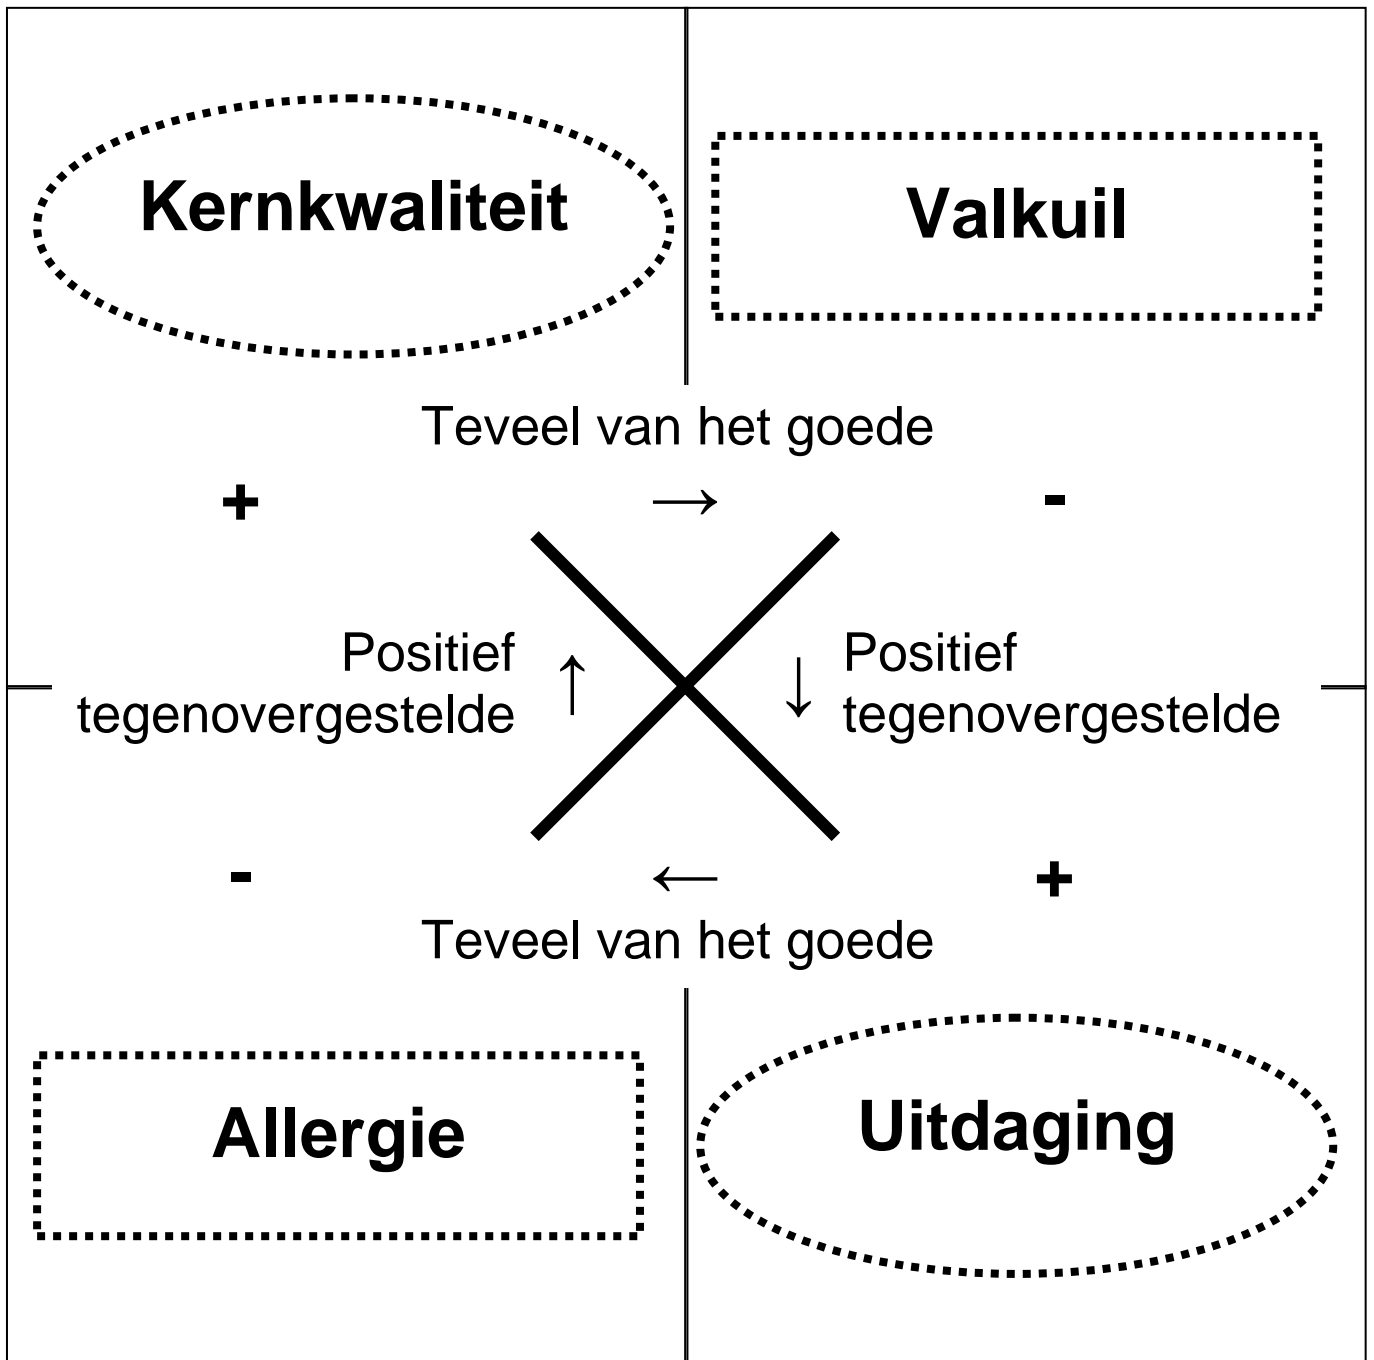 Kernkwaliteit
Valkuil
Teveel van het goede
+ → -
Positief
tegenovergestelde
↑
↓
Positief
tegenovergestelde
- ← +
Teveel van het goede
Allergie
Uitdaging